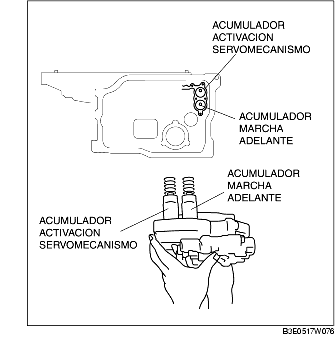 ACUMULADOR
ACTIVACION
SERVOMECANISMO
ACUMULADOR
MARCHA
ADELANTE
ACUMULADOR
MARCHA
ADELANTE
ACUMULADOR
ACTIVACION
SERVOMECANISMO
B3E0517W076